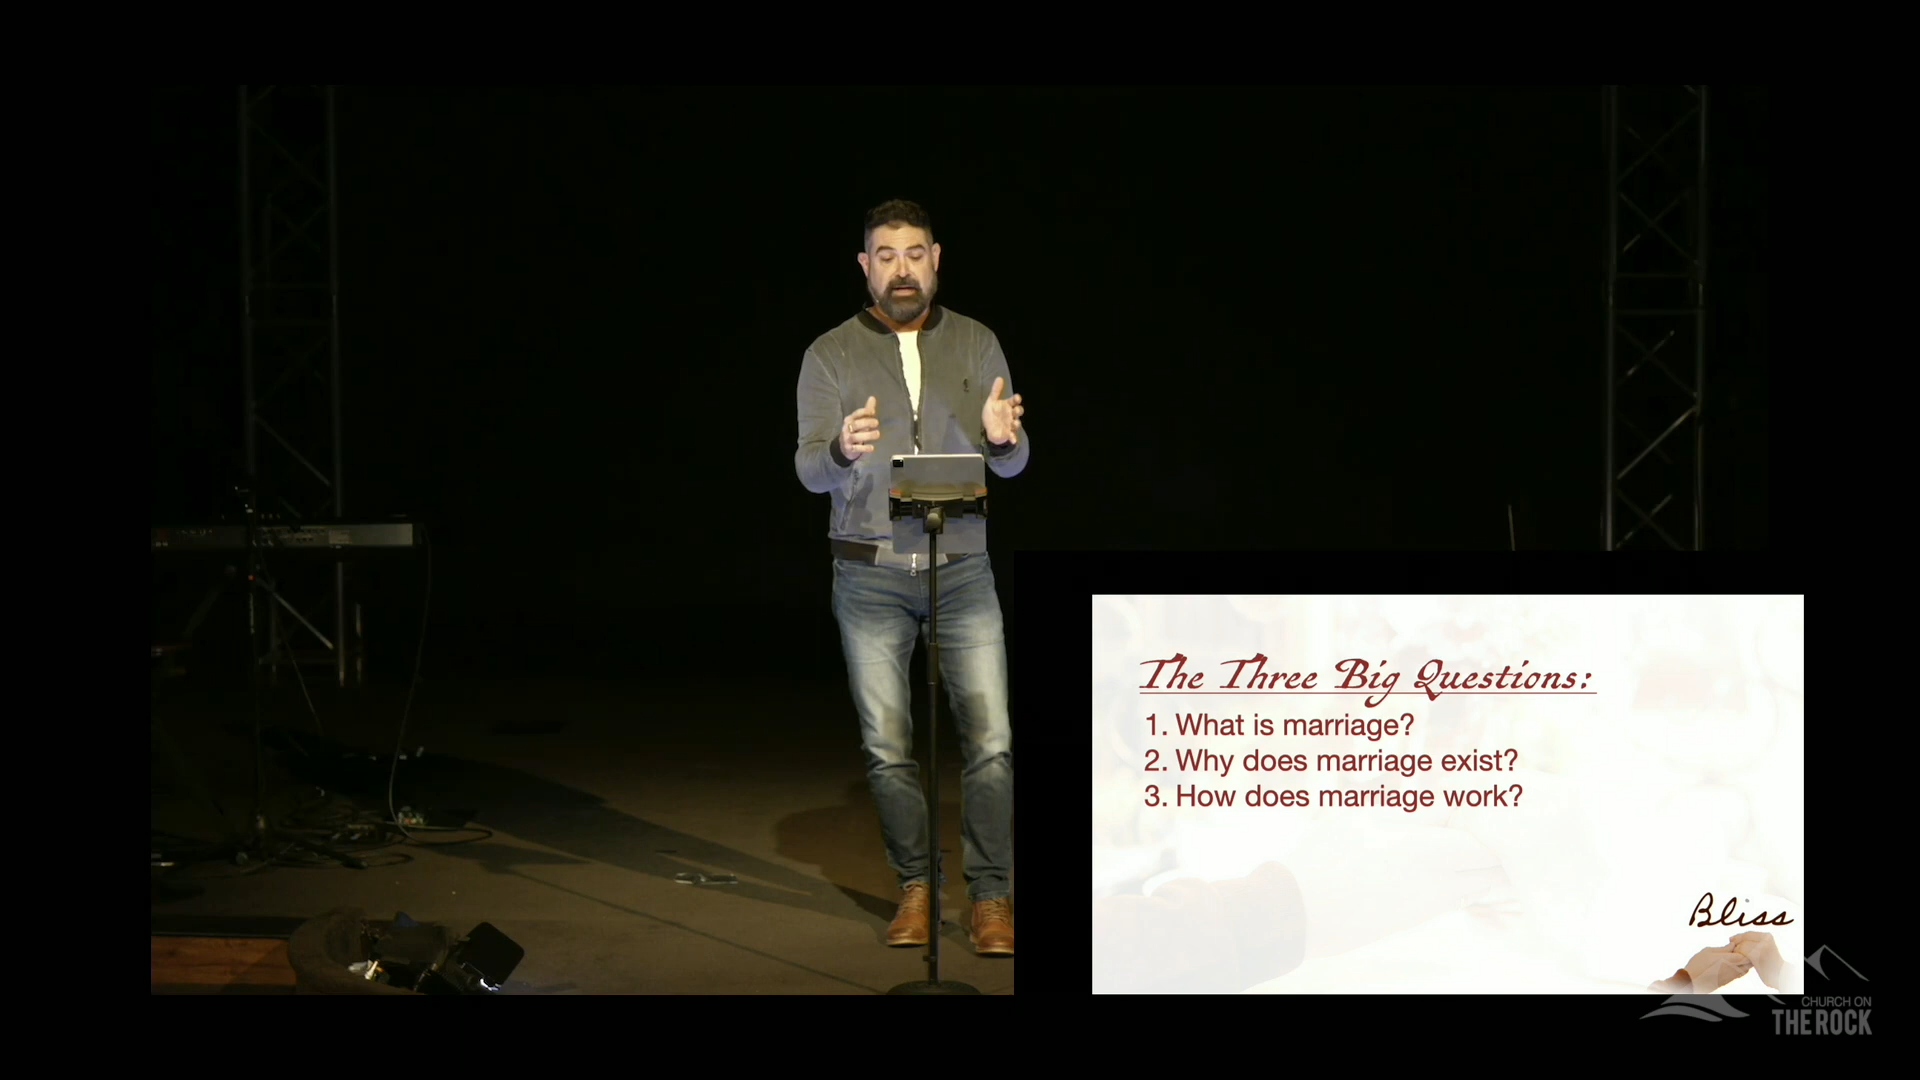 The Three Big Questions:
1. What is marriage?
2. Why does marriage exist?
3. How does marriage work?
Bliss
CHURCH ON
THE ROCK